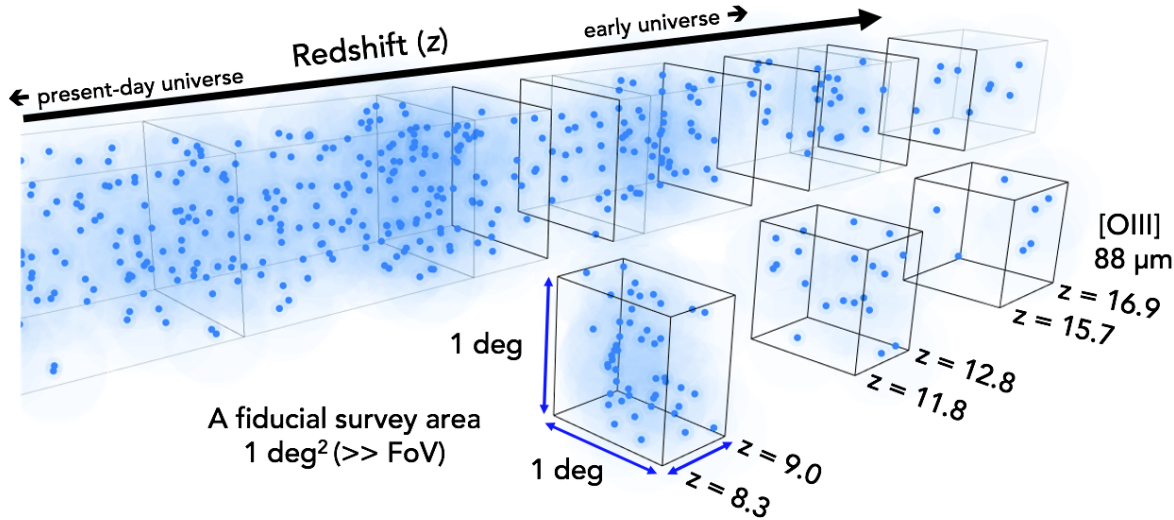 early universe →
Redshift (z)
← present-day universe
[OIII]
88 μm
z = 16.9
z = 15.7
1 deg
z = 12.8
z = 11.8
A fiducial survey area
1 deg² (>> FoV)
1 deg
z = 9.0
z = 8.3